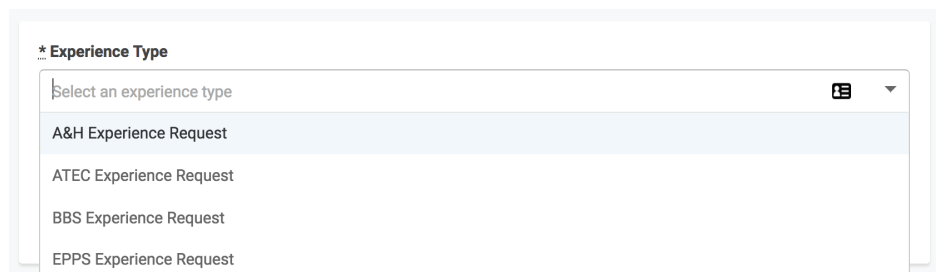 * Experience Type
Select an experience type
A&H Experience Request
ATEC Experience Request
BBS Experience Request
EPPS Experience Request